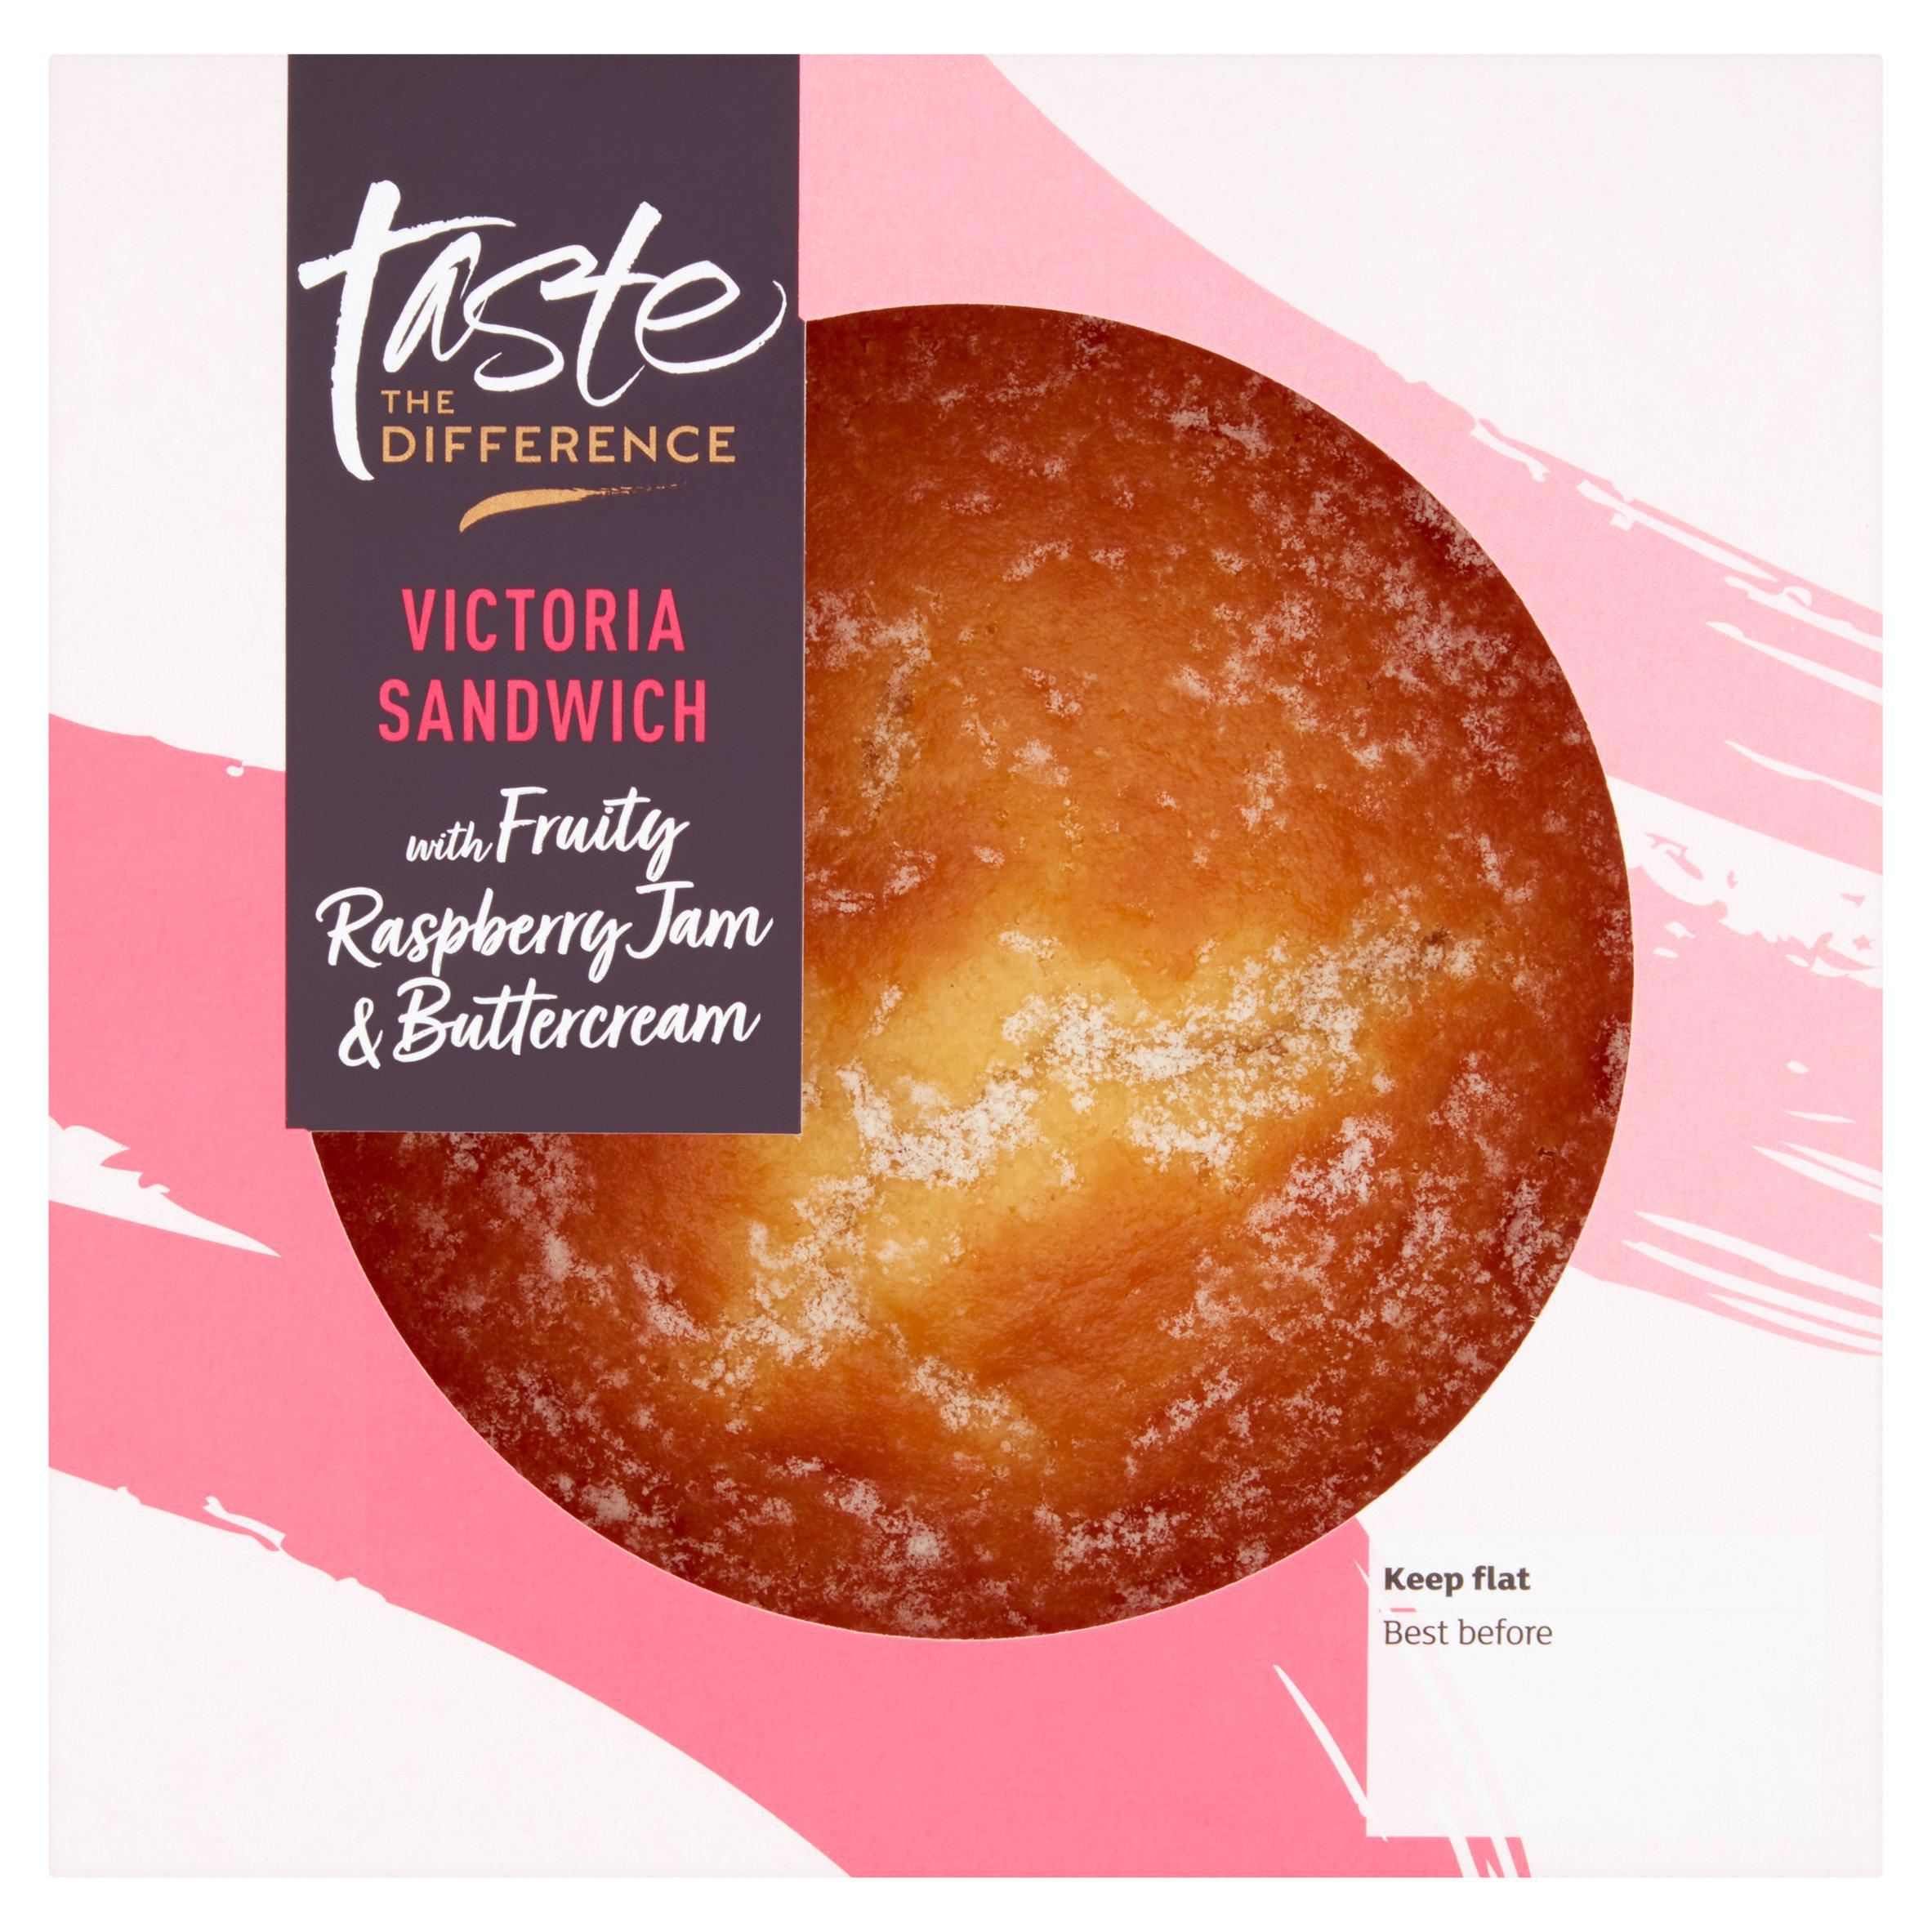 taste
THE
DIFFERENCE
VICTORIA
SANDWICH
with Fruity
Raspberry Jam
& Buttercream
Keep flat
Best before